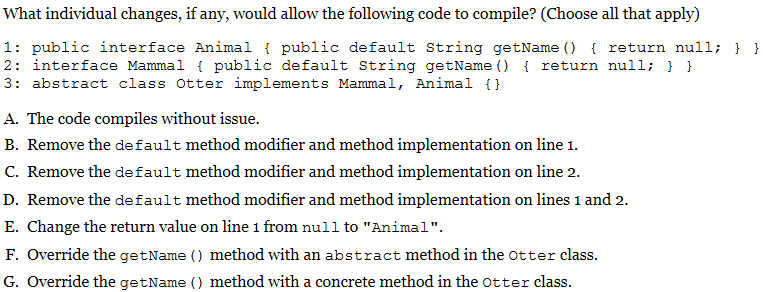 What individual changes, if any, would allow the following code to compile? (Choose all that apply)
1: public interface Animal { public default String getName() { return null; } }
2: interface Mammal { public default String getName() { return null; } }
3: abstract class Otter implements Mammal, Animal {}
A. The code compiles without issue.
B. Remove the default method modifier and method implementation on line 1.
C. Remove the default method modifier and method implementation on line 2.
D. Remove the default method modifier and method implementation on lines 1 and 2.
E. Change the return value on line 1 from null to "Animal".
F. Override the getName() method with an abstract method in the Otter class.
G. Override the getName() method with a concrete method in the Otter class.